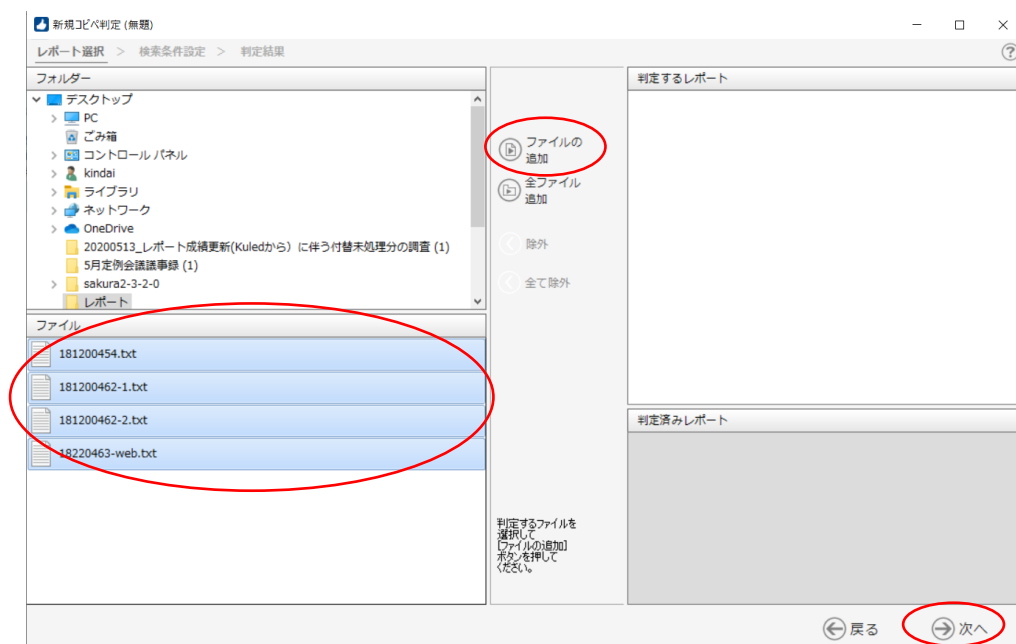 新規コピペ判定 (無題)
レポート選択 > 検索条件設定 > 判定結果
フォルダー
デスクトップ
PC
ごみ箱
コントロール パネル
kindai
ライブラリ
ネットワーク
OneDrive
20200513_レポート成績更新(Kuledから）に伴う付替未処理分の調査 (1)
5月定例会議議事録 (1)
sakura2-3-2-0
レポート
ファイル
181200454.txt
181200462-1.txt
181200462-2.txt
18220463-web.txt
ファイルの
追加
全ファイル
追加
除外
全て除外
判定するファイルを
選択して
[ファイルの追加]
ボタンを押して
ください。
判定するレポート
判定済みレポート
戻る
次へ